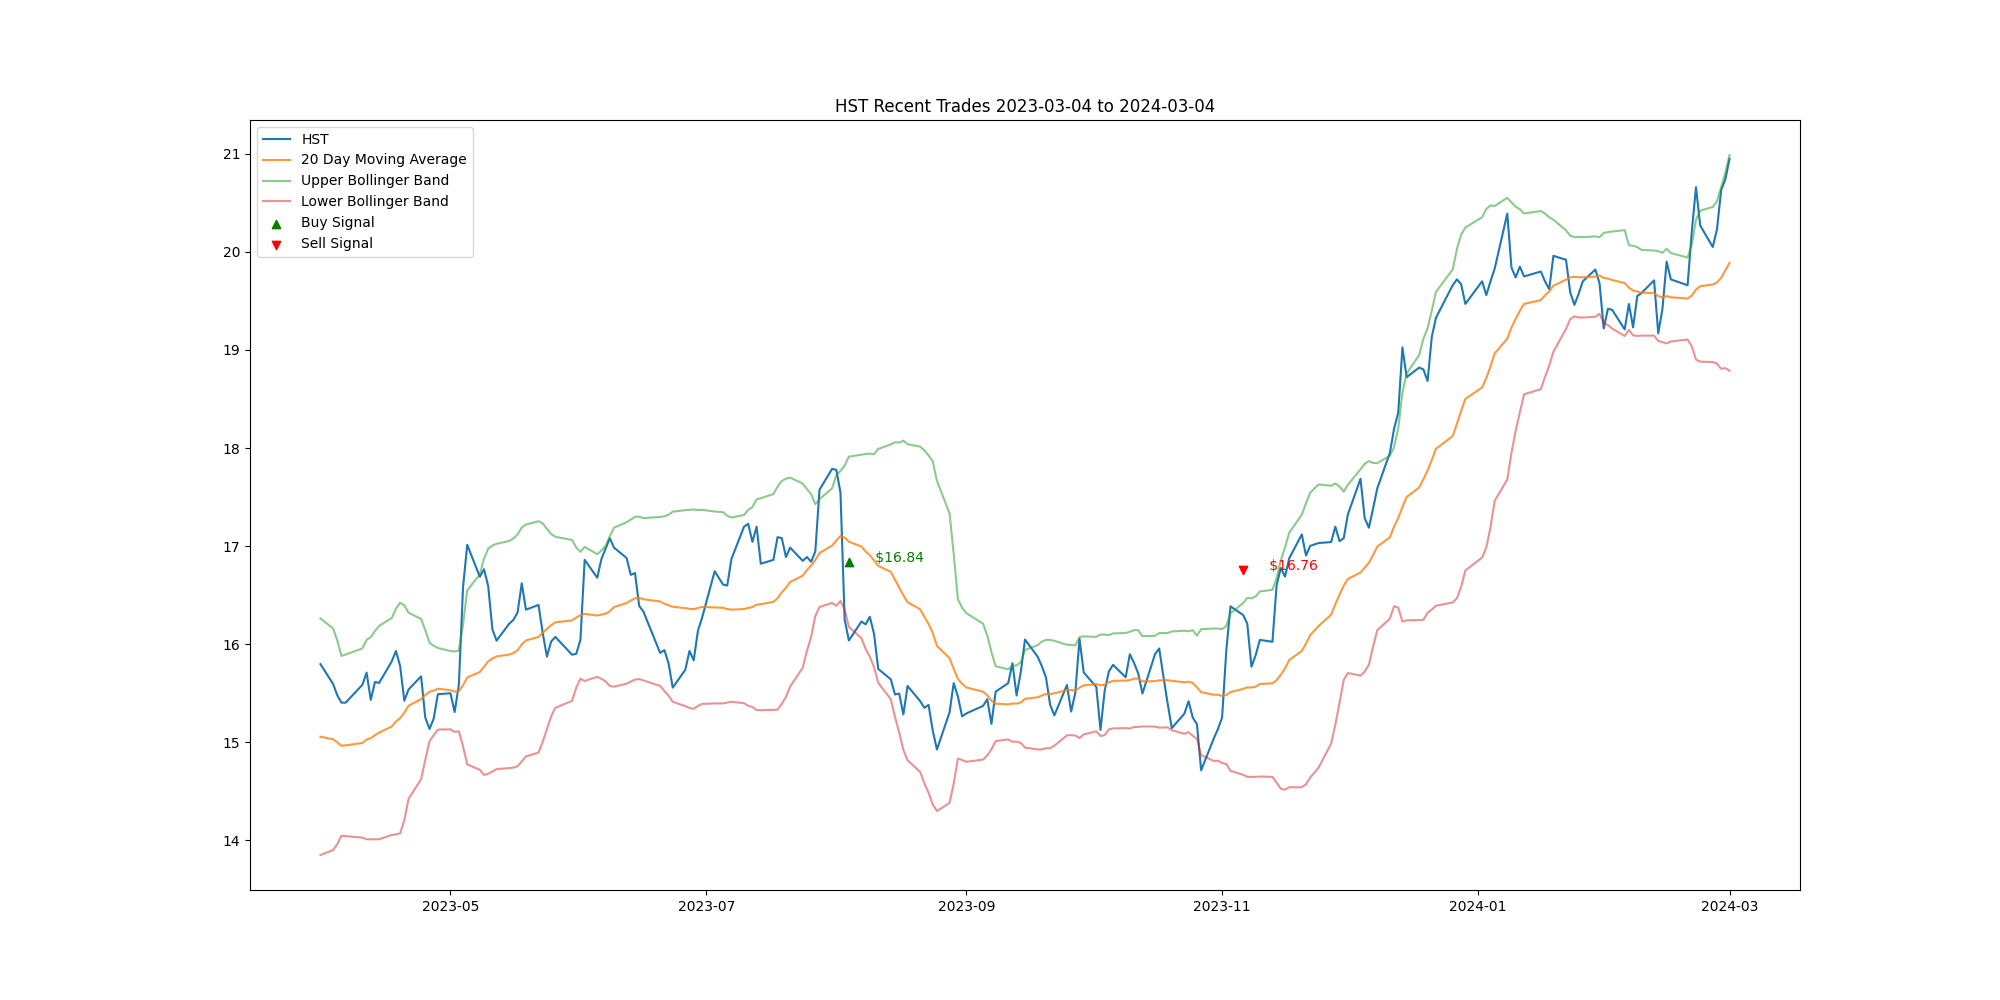 HST Recent Trades 2023-03-04 to 2024-03-04
HST
20 Day Moving Average
Upper Bollinger Band
Lower Bollinger Band
Buy Signal
Sell Signal
21
20
19
18
17
16
15
14
$16.84
$16.76
2023-05
2023-07
2023-09
2023-11
2024-01
2024-03